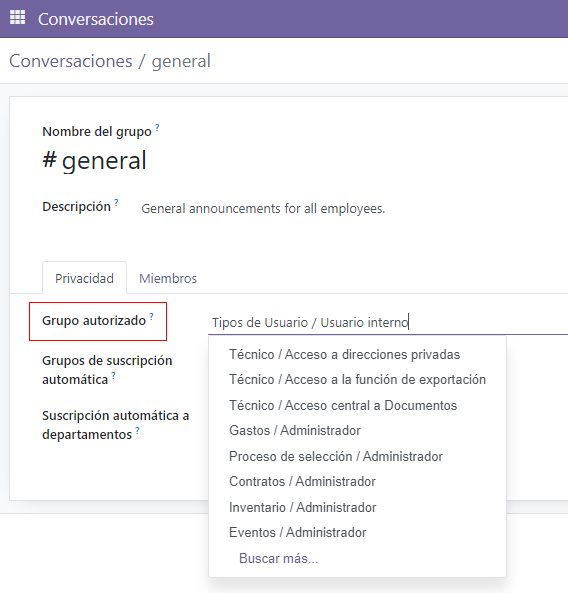 Conversaciones
Conversaciones / general
Nombre del grupo ?
# general
Descripción ? General announcements for all employees.
Privacidad Miembros
Grupo autorizado ? Tipos de Usuario / Usuario interno
Grupos de suscripción
automática ?
Suscripción automática a
departamentos ?
Técnico / Acceso a direcciones privadas
Técnico / Acceso a la función de exportación
Técnico / Acceso central a Documentos
Gastos / Administrador
Proceso de selección / Administrador
Contratos / Administrador
Inventario / Administrador
Eventos / Administrador
Buscar más...